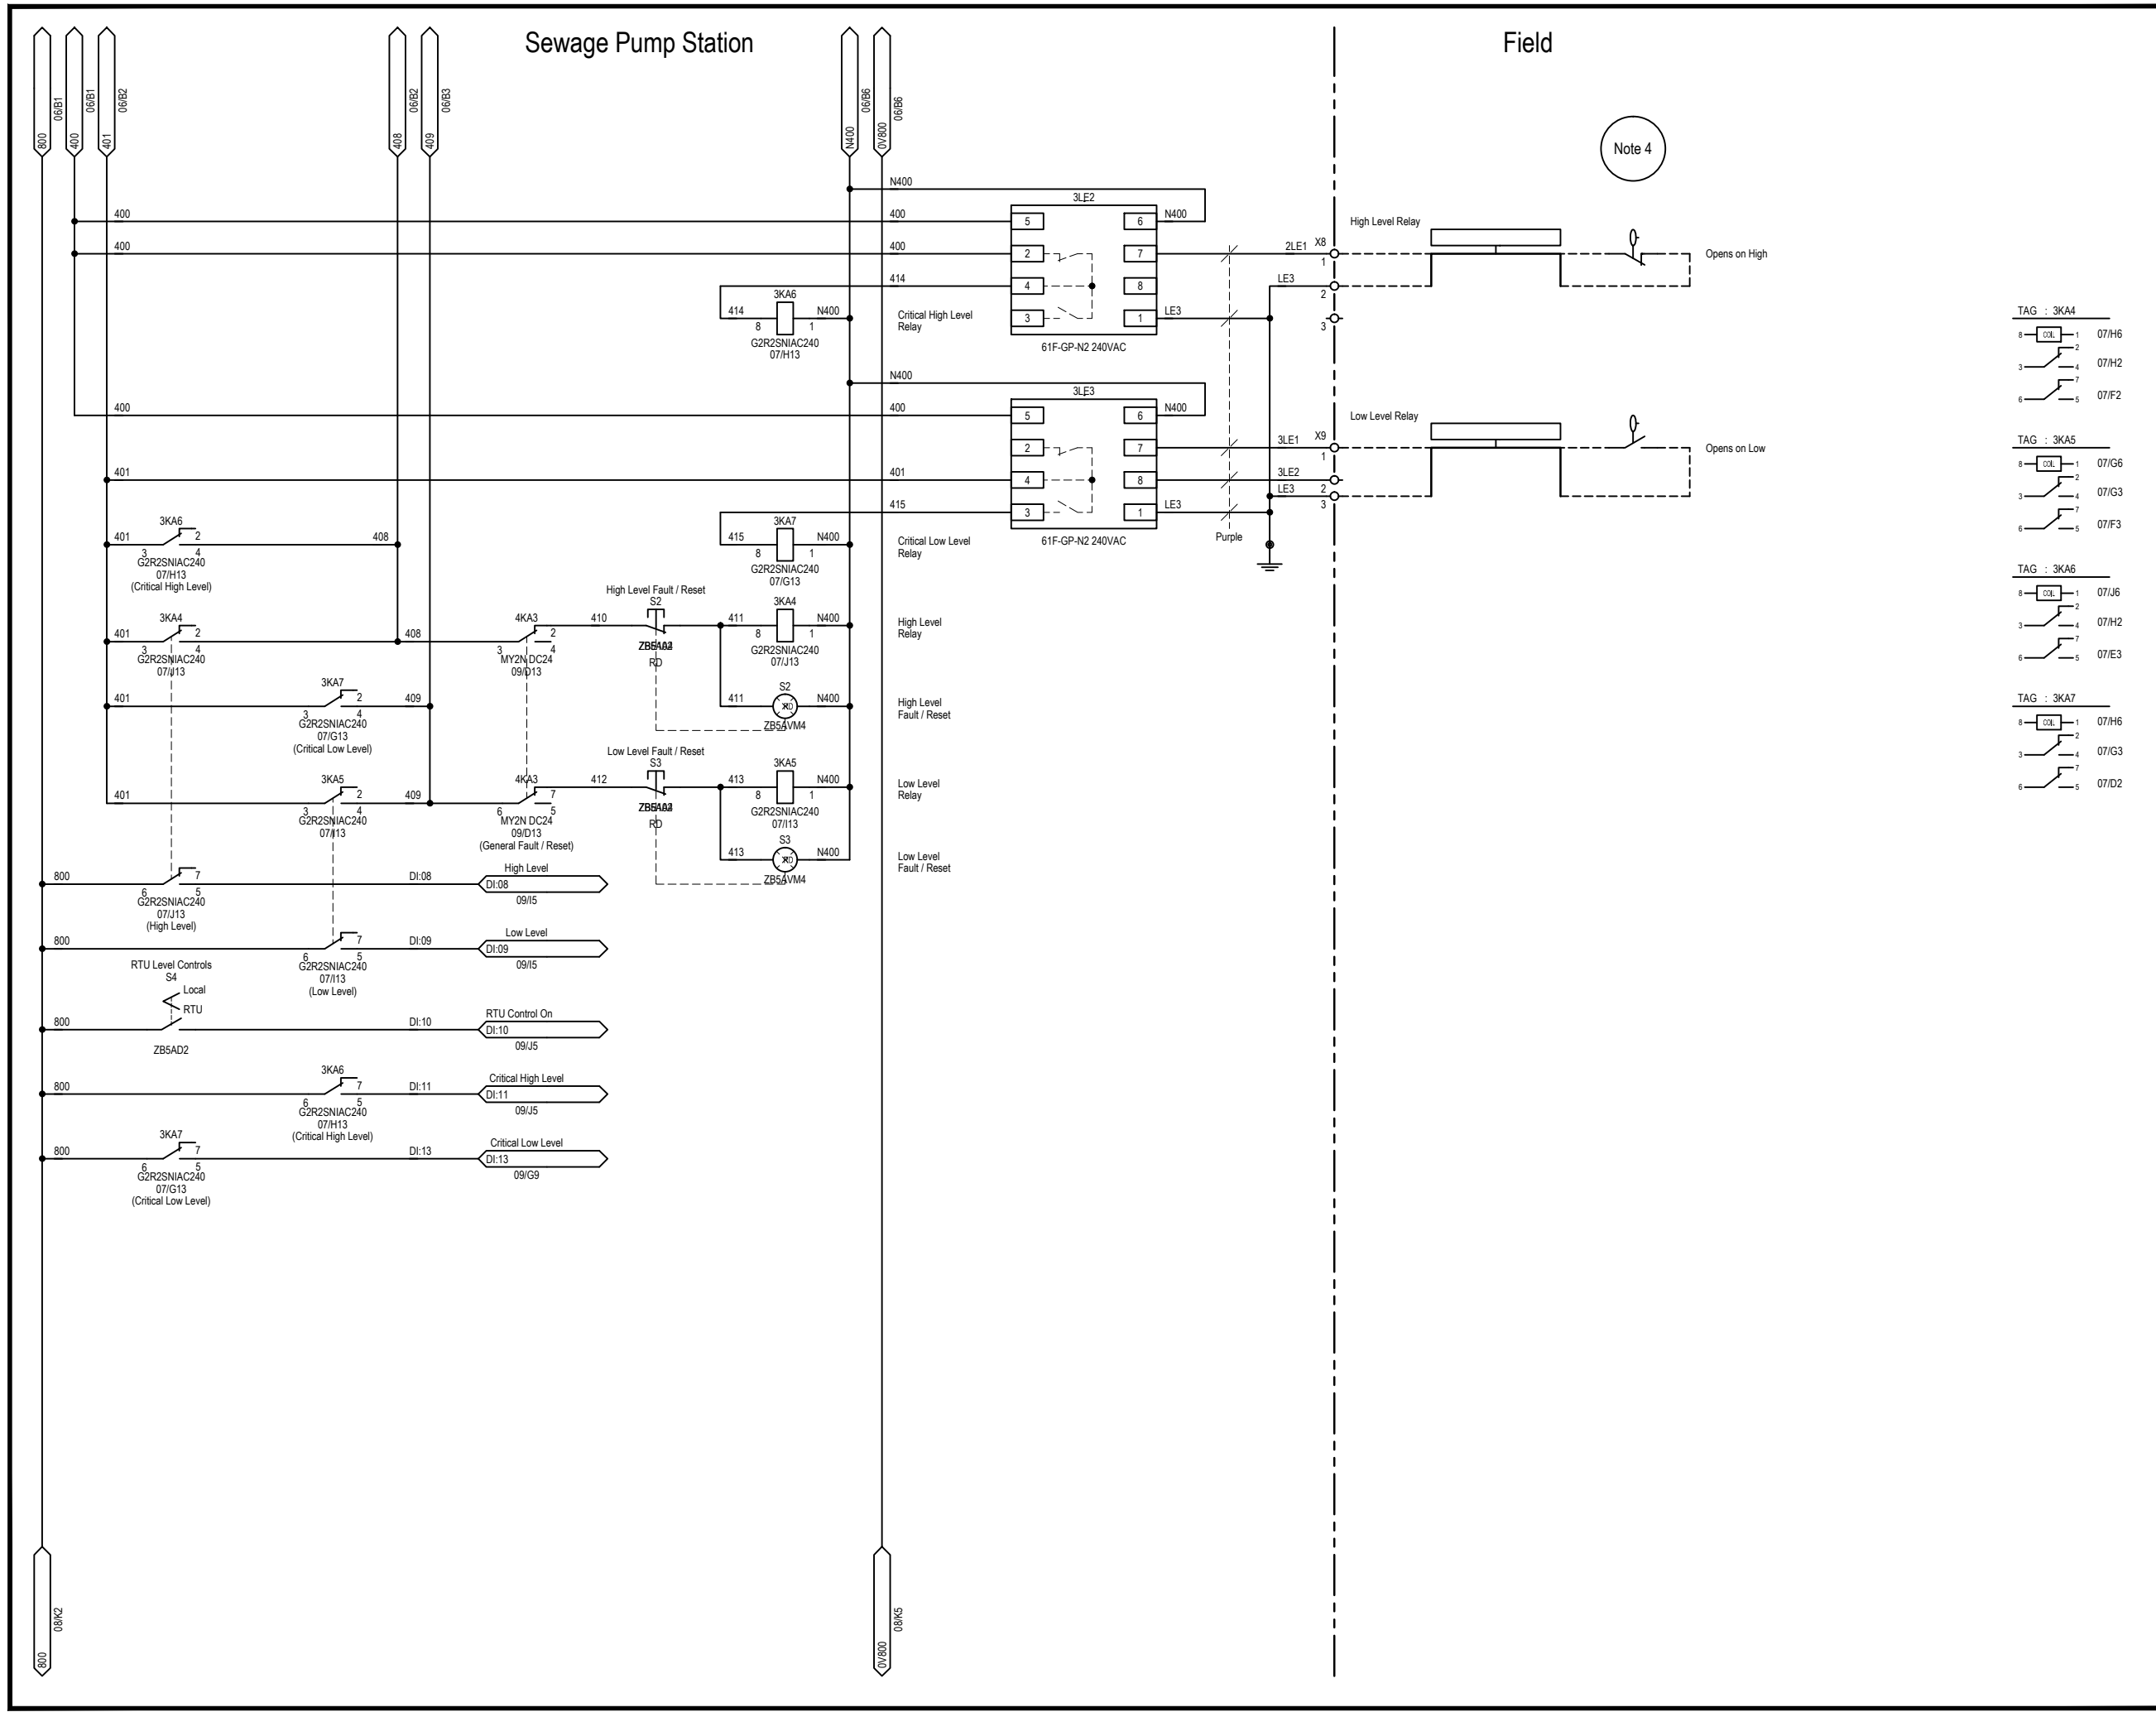 Sewage Pump Station
Field
800
06/B1
400
06/B1
401
06/B2
408
06/B2
409
06/B3
N400
06/B6
0V800
06/B6
Note 4
N400
3LE2
400
400
5
6
N400
High Level Relay
400
400
2
7
2LE1
X8
1
Opens on High
414
4
8
LE3
2
3KA6
414
N400
8
1
G2R2SNIAC240
07/H13
Critical High Level
Relay
3
1
LE3
3
61F-GP-N2 240VAC
N400
3LE3
400
400
5
6
N400
Low Level Relay
2
7
3LE1
X9
1
Opens on Low
401
401
4
8
3LE2
LE3
2
3
415
3
1
LE3
61F-GP-N2 240VAC
Purple
3KA6
401
2
408
3
4
G2R2SNIAC240
07/H13
(Critical High Level)
3KA7
415
N400
8
1
G2R2SNIAC240
07/G13
Critical Low Level
Relay
3KA4
401
2
408
3
4
G2R2SNIAC240
07/J13
4KA3
2
3
4
MY2N DC24
09/D13
410
High Level Fault / Reset
S2
RD
3KA4
411
N400
8
1
G2R2SNIAC240
07/J13
High Level
Relay
3KA7
401
2
409
3
4
G2R2SNIAC240
07/G13
(Critical Low Level)
S2
411
RD
N400
ZB5AVM4
High Level
Fault / Reset
3KA5
401
2
409
3
4
G2R2SNIAC240
07/I13
4KA3
7
6
5
MY2N DC24
09/D13
(General Fault / Reset)
412
Low Level Fault / Reset
S3
RD
3KA5
413
N400
8
1
G2R2SNIAC240
07/I13
Low Level
Relay
S3
413
RD
N400
ZB5AVM4
Low Level
Fault / Reset
800
7
6
5
G2R2SNIAC240
07/J13
(High Level)
DI:08
High Level
DI:08
09/I5
800
7
6
5
G2R2SNIAC240
07/I13
(Low Level)
DI:09
Low Level
DI:09
09/I5
RTU Level Controls
S4
Local
RTU
800
ZB5AD2
DI:10
RTU Control On
DI:10
09/J5
3KA6
800
7
6
5
G2R2SNIAC240
07/H13
(Critical High Level)
DI:11
Critical High Level
DI:11
09/J5
3KA7
800
7
6
5
G2R2SNIAC240
07/G13
(Critical Low Level)
DI:13
Critical Low Level
DI:13
09/G9
800
08/K2
0V800
08/K5
TAG : 3KA4
8 COIL 1 07/H6
2
3 4 07/H2
7
6 5 07/F2
TAG : 3KA5
8 COIL 1 07/G6
2
3 4 07/G3
7
6 5 07/F3
TAG : 3KA6
8 COIL 1 07/J6
2
3 4 07/H2
7
6 5 07/E3
TAG : 3KA7
8 COIL 1 07/H6
2
3 4 07/G3
7
6 5 07/D2